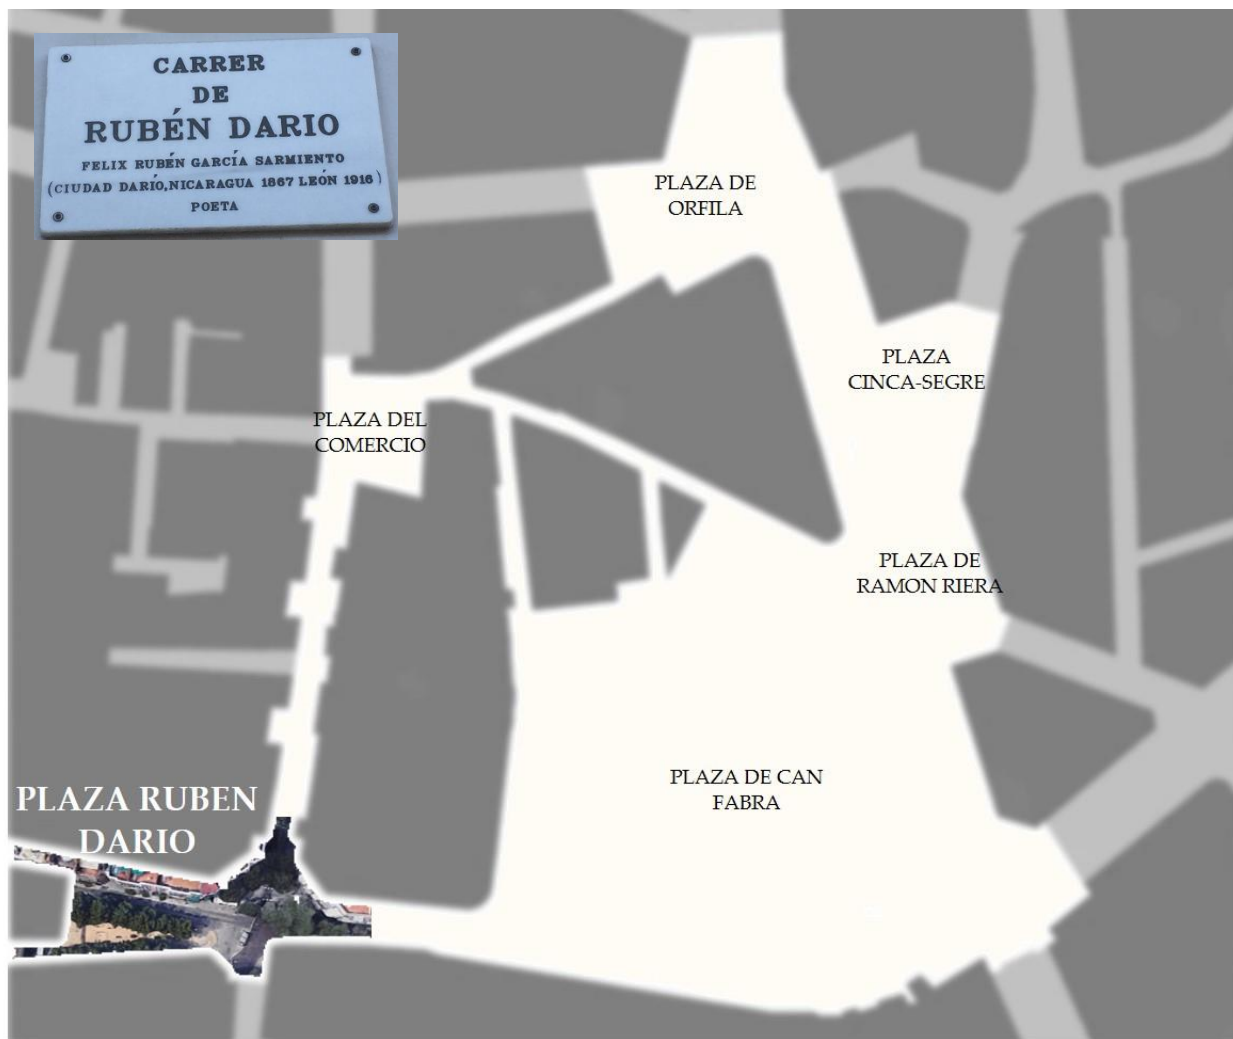 CARRER
DE
RUBÉN DARIO
FELIX RUBÉN GARCÍA SARMIENTO
(CIUDAD DARÍO,NICARAGUA 1867 LEÓN 1916)
POETA
PLAZA DE
ORFILA
PLAZA
CINCA-SEGRE
PLAZA DEL
COMERCIO
PLAZA DE
RAMON RIERA
PLAZA DE CAN
FABRA
PLAZA RUBEN
DARIO